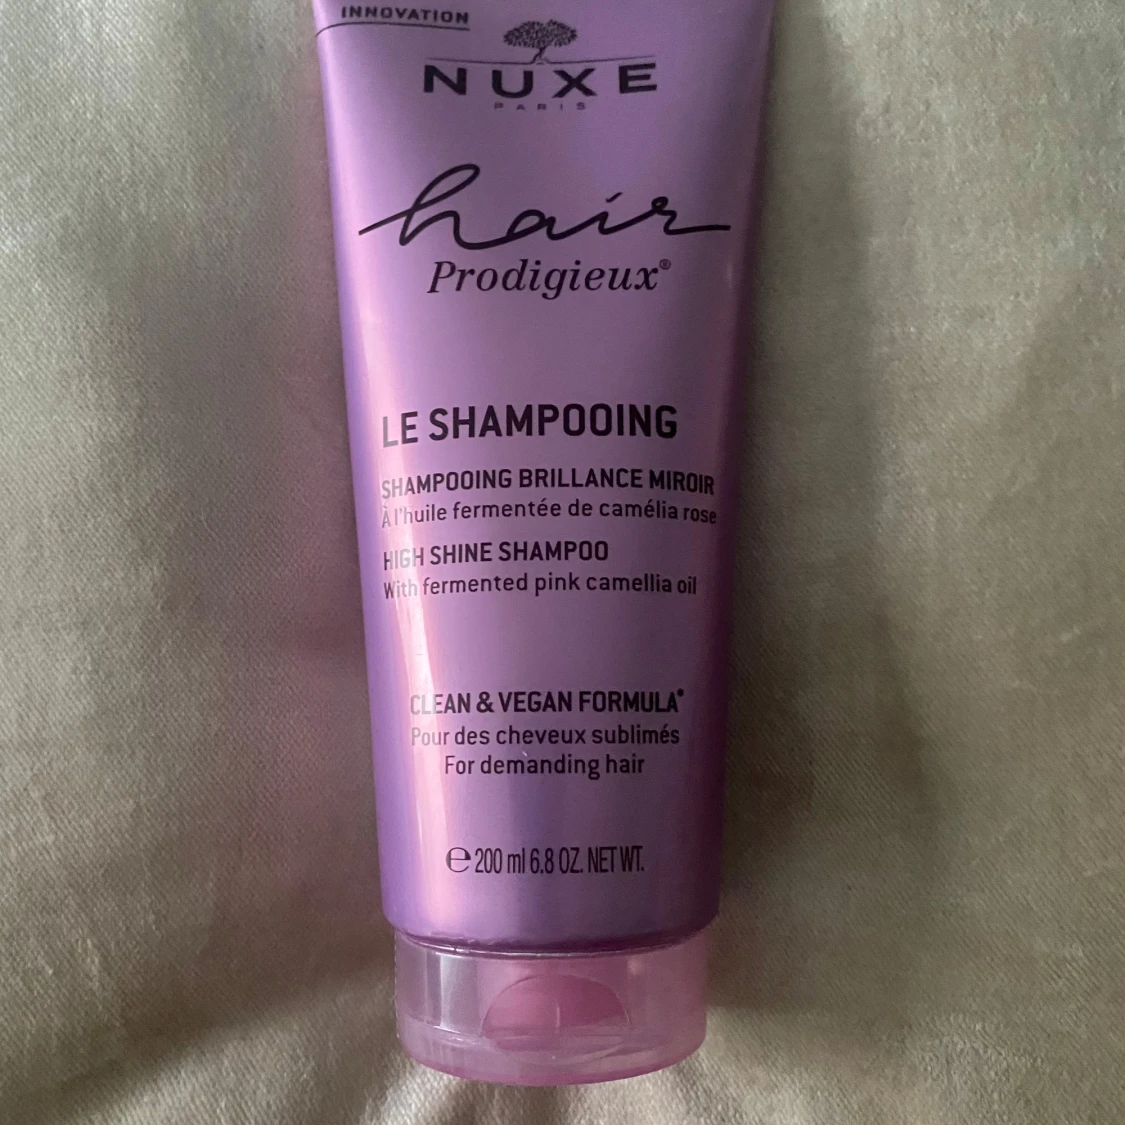 INNOVATION
NUXE
PARIS
hair
Prodigieux®
LE SHAMPOOING
SHAMPOOING BRILLANCE MIROIR
À l'huile fermentée de camélia rose
HIGH SHINE SHAMPOO
With fermented pink camellia oil
CLEAN & VEGAN FORMULA*
Pour des cheveux sublimés
For demanding hair
℮ 200 ml 6.8 OZ. NET WT.